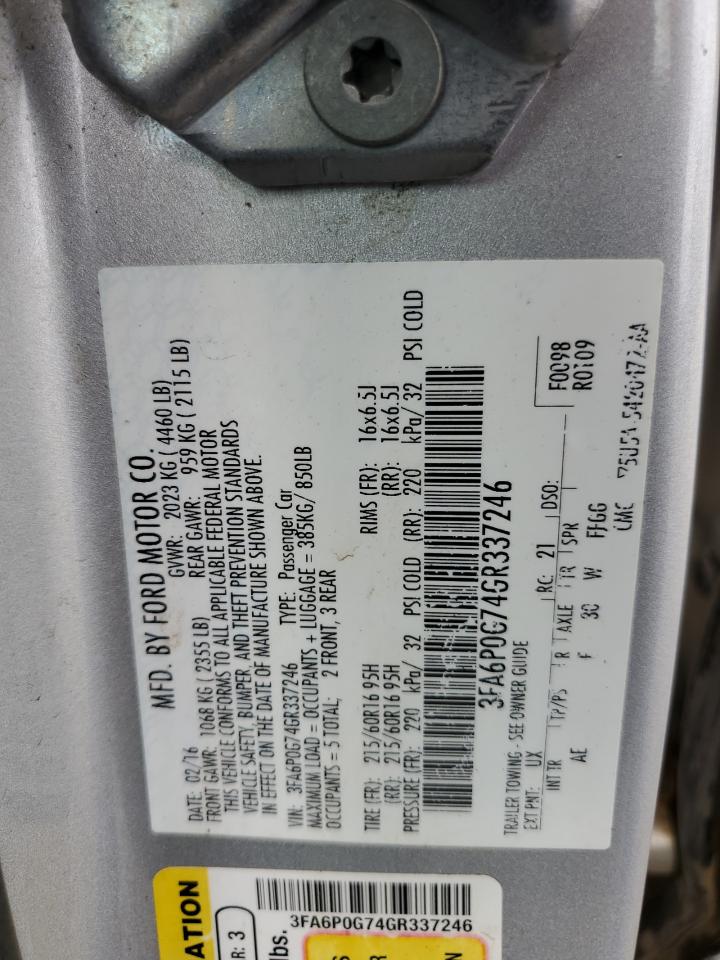 MFD. BY FORD MOTOR CO.
DATE: 02/16 GVWR: 2023 KG ( 4460 LB)
FRONT GAWR: 1068 KG ( 2355 LB) REAR GAWR: 959 KG ( 2115 LB)
THIS VEHICLE CONFORMS TO ALL APPLICABLE FEDERAL MOTOR
VEHICLE SAFETY, BUMPER, AND THEFT PREVENTION STANDARDS
IN EFFECT ON THE DATE OF MANUFACTURE SHOWN ABOVE.
VIN: 3FA6P0G74GR337246 TYPE: Passenger Car
MAXIMUM LOAD = OCCUPANTS + LUGGAGE = 385KG/ 850LB
OCCUPANTS = 5 TOTAL; 2 FRONT, 3 REAR
TIRE (FR): 215/60R16 95H RIMS (FR): 16x6.5J
(RR): 215/60R16 95H (RR): 16x6.5J
PRESSURE (FR): 220 kPa/ 32 PSI COLD (RR): 220 kPa/ 32 PSI COLD
3FA6P0G74GR337246
TRAILER TOWING - SEE OWNER GUIDE
F0098
EXT PNT: UX RC: 21 DSO: R0109
INT TR TP/PS R AXLE TR SPR
AE F 30 W FFGG
3FA6P0G74GR337246
lbs.
R: 3